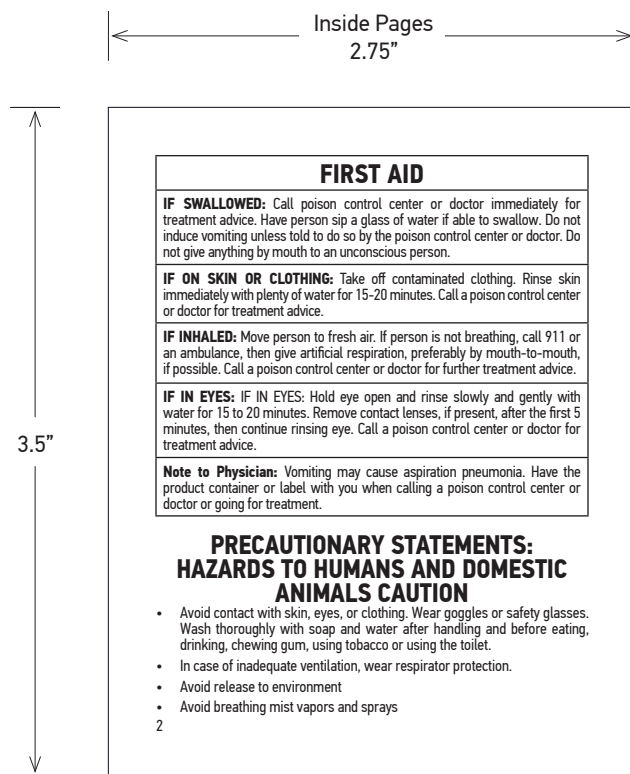 Inside Pages
2.75”
3.5”
FIRST AID
IF SWALLOWED: Call poison control center or doctor immediately for
treatment advice. Have person sip a glass of water if able to swallow. Do not
induce vomiting unless told to do so by the poison control center or doctor. Do
not give anything by mouth to an unconscious person.
IF ON SKIN OR CLOTHING: Take off contaminated clothing. Rinse skin
immediately with plenty of water for 15-20 minutes. Call a poison control center
or doctor for treatment advice.
IF INHALED: Move person to fresh air. If person is not breathing, call 911 or
an ambulance, then give artificial respiration, preferably by mouth-to-mouth,
if possible. Call a poison control center or doctor for further treatment advice.
IF IN EYES: IF IN EYES: Hold eye open and rinse slowly and gently with
water for 15 to 20 minutes. Remove contact lenses, if present, after the first 5
minutes, then continue rinsing eye. Call a poison control center or doctor for
treatment advice.
Note to Physician: Vomiting may cause aspiration pneumonia. Have the
product container or label with you when calling a poison control center or
doctor or going for treatment.
PRECAUTIONARY STATEMENTS:
HAZARDS TO HUMANS AND DOMESTIC
ANIMALS CAUTION
• Avoid contact with skin, eyes, or clothing. Wear goggles or safety glasses.
Wash thoroughly with soap and water after handling and before eating,
drinking, chewing gum, using tobacco or using the toilet.
• In case of inadequate ventilation, wear respirator protection.
• Avoid release to environment
• Avoid breathing mist vapors and sprays
2